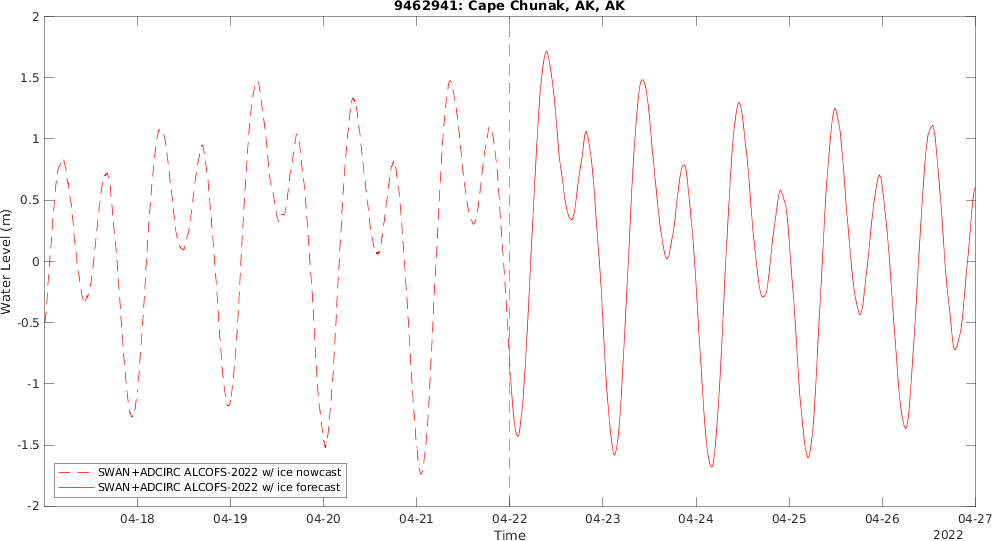 9462941: Cape Chunak, AK, AK
2
1.5
1
0.5
0
-0.5
-1
-1.5
-2
Water Level (m)
SWAN+ADCIRC ALCOFS-2022 w/ ice nowcast
SWAN+ADCIRC ALCOFS-2022 w/ ice forecast
04-18 04-19 04-20 04-21 04-22 04-23 04-24 04-25 04-26 04-27
Time
2022